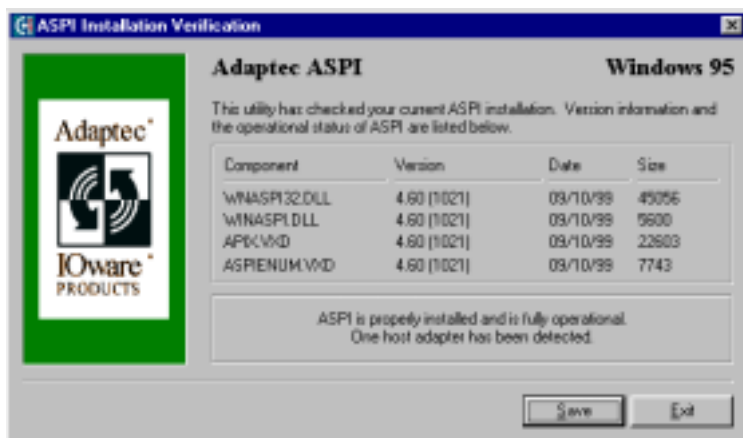 ASPI Installation Verification
Adaptec ASPI Windows 95
This utility has checked your current ASPI installation. Version information and
the operational status of ASPI are listed below.
Component Version Date Size
WNASPI32.DLL 4.60 (1021) 09/10/99 45056
WINASPI.DLL 4.60 (1021) 09/10/99 5600
APIX.VXD 4.60 (1021) 09/10/99 22603
ASPIENUM.VXD 4.60 (1021) 09/10/99 7743
ASPI is properly installed and is fully operational.
One host adapter has been detected.
Adaptec
IOware
PRODUCTS
Save Exit